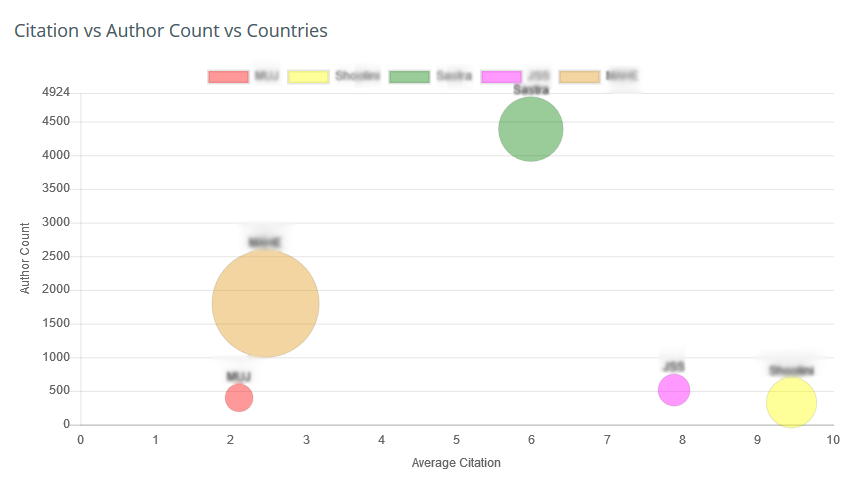 Citation vs Author Count vs Countries
MUJ Shoolini Sastra JSS MAHE
4924
Sastra
4500
4000
3500
3000
MAHE
2500
2000
1500
1000
JSS
Shoolini
MUJ
500
0
Author Count
0 1 2 3 4 5 6 7 8 9 10
Average Citation